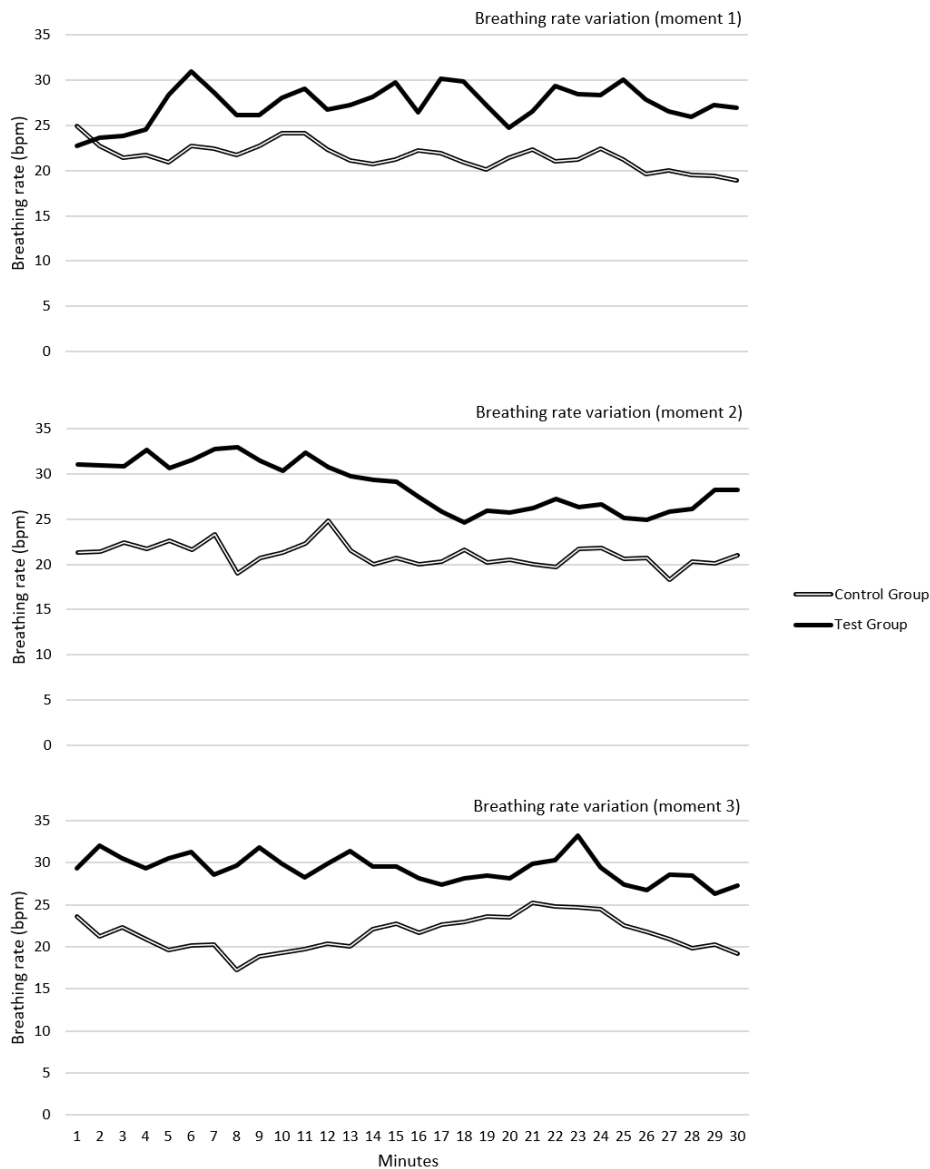 Breathing rate variation (moment 1)
35
30
25
20
15
10
5
0
Breathing rate (bpm)
Breathing rate variation (moment 2)
35
30
25
20
15
10
5
0
Breathing rate (bpm)
Control Group
Test Group
Breathing rate variation (moment 3)
35
30
25
20
15
10
5
0
Breathing rate (bpm)
1 2 3 4 5 6 7 8 9 10 11 12 13 14 15 16 17 18 19 20 21 22 23 24 25 26 27 28 29 30
Minutes